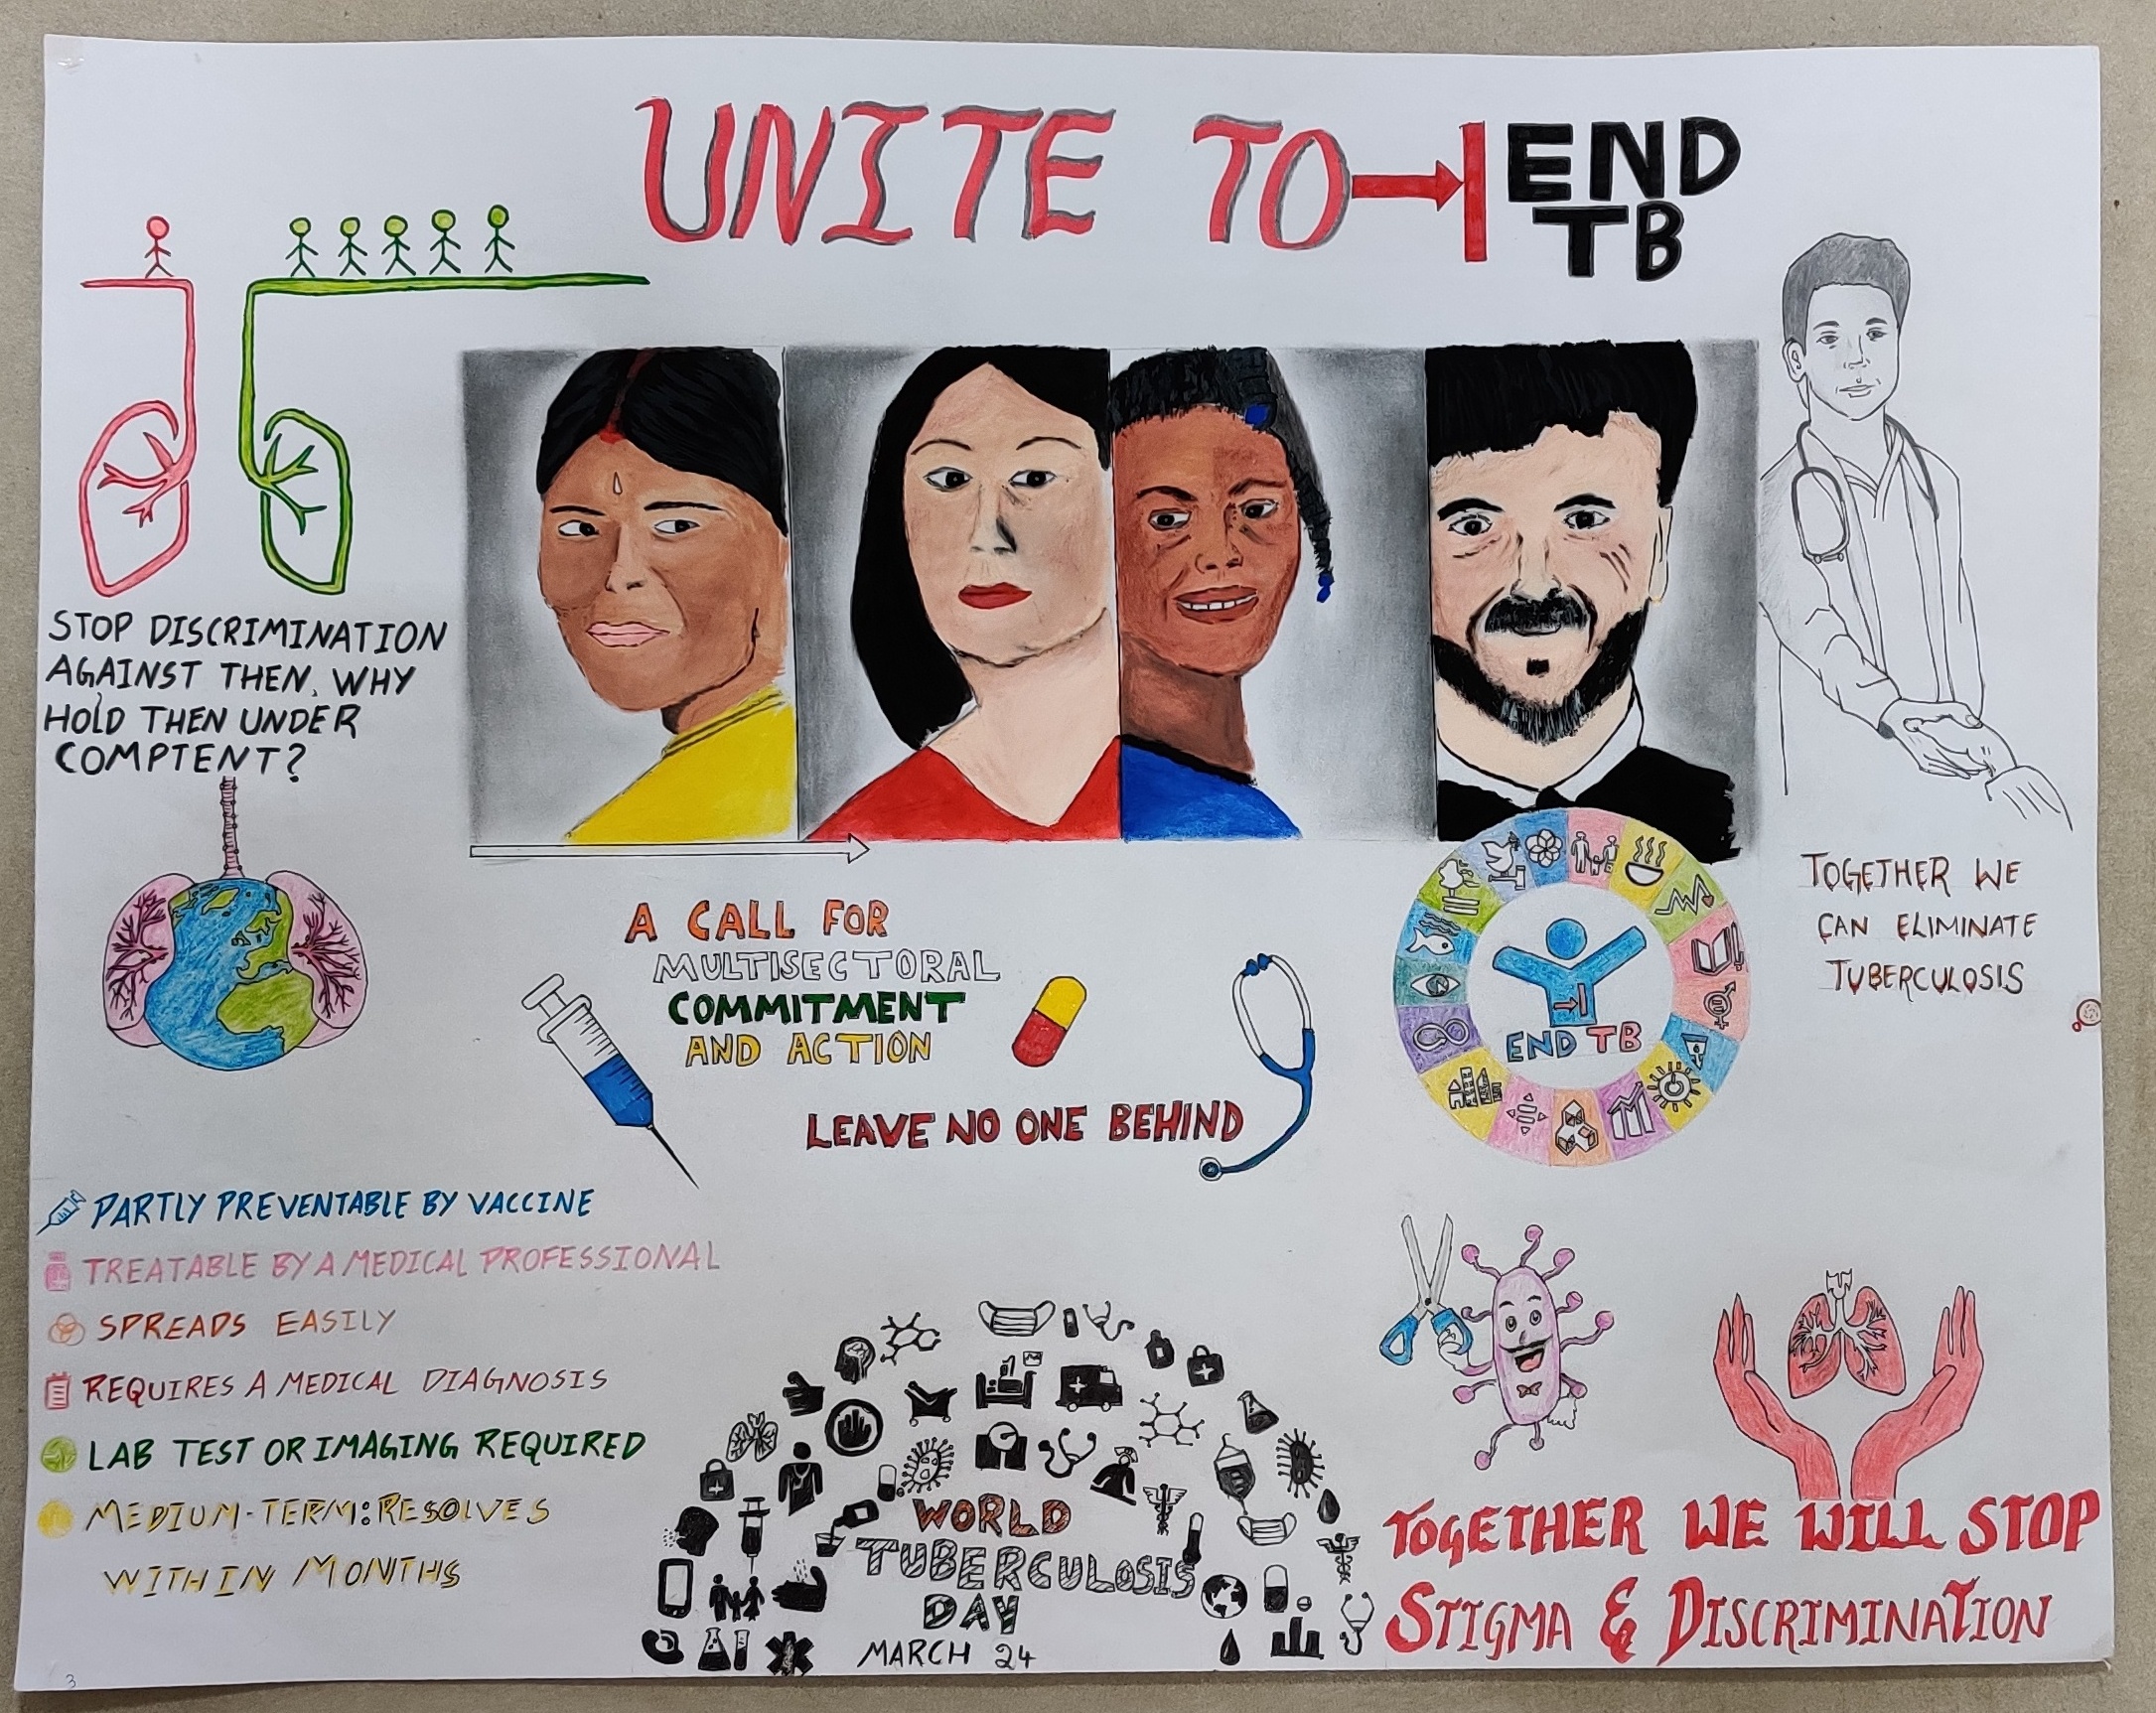 UNITE TO END TB
STOP DISCRIMINATION
AGAINST THEN, WHY
HOLD THEN UNDER
COMPTENT?
A CALL FOR
MULTISECTORAL
COMMITMENT
AND ACTION
LEAVE NO ONE BEHIND
END TB
TOGETHER WE
CAN ELIMINATE
TUBERCULOSIS
PARTLY PREVENTABLE BY VACCINE
TREATABLE BY A MEDICAL PROFESSIONAL
SPREADS EASILY
REQUIRES A MEDICAL DIAGNOSIS
LAB TEST OR IMAGING REQUIRED
MEDIUM-TERM: RESOLVES
WITHIN MONTHS
WORLD
TUBERCULOSIS
DAY
MARCH 24
TOGETHER WE WILL STOP
STIGMA & DISCRIMINATION
3